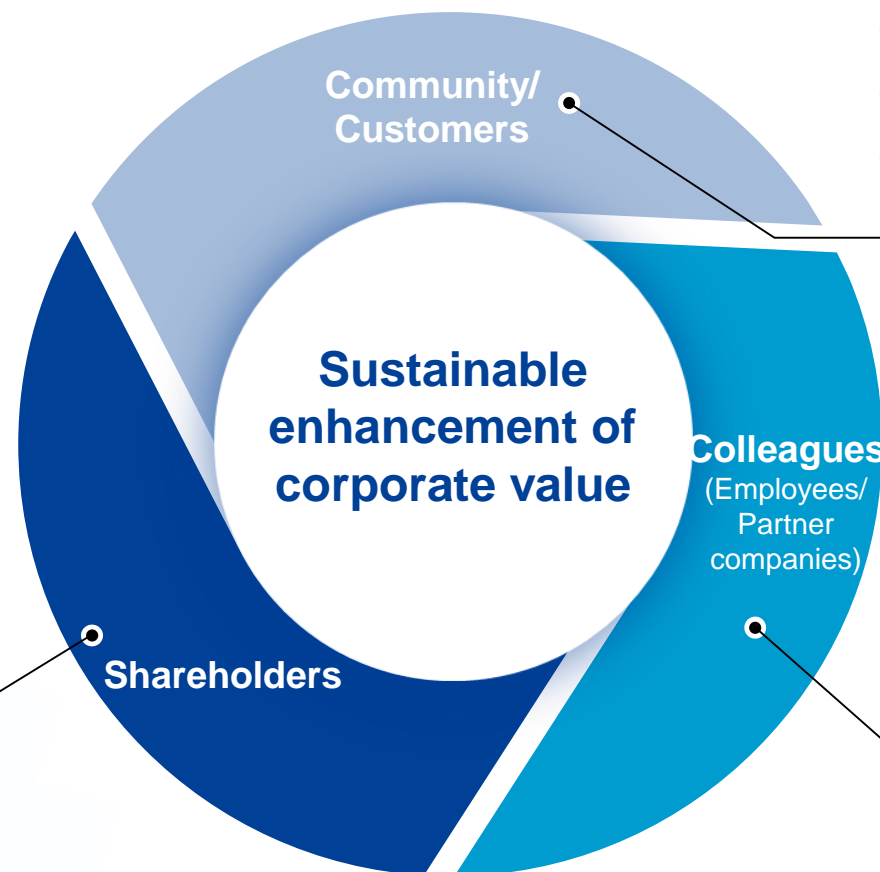 Community/
Customers
Sustainable
enhancement of
corporate value
Colleagues
(Employees/
Partner
companies)
Shareholders